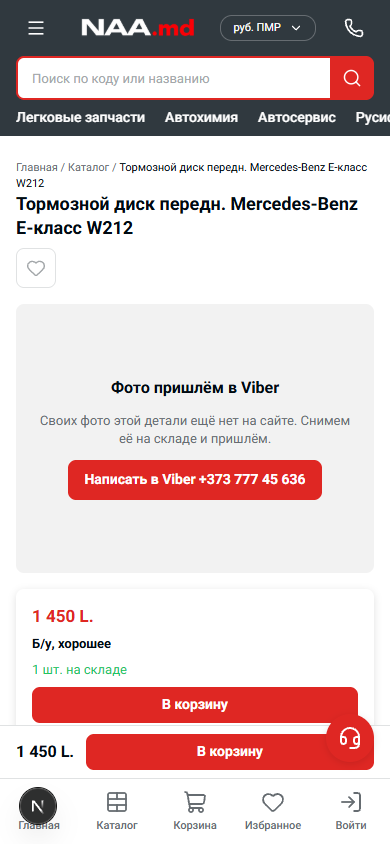 NAA.md
руб. ПМР
Поиск по коду или названию
Легковые запчасти Автохимия Автосервис Руси
Главная / Каталог / Тормозной диск передн. Mercedes-Benz E-класс
W212
Тормозной диск передн. Mercedes-Benz
E-класс W212
Фото пришлём в Viber
Своих фото этой детали ещё нет на сайте. Снимем
её на складе и пришлём.
Написать в Viber +373 777 45 636
1 450 L.
Б/у, хорошее
1 шт. на складе
В корзину
1 450 L. В корзину
N
Главная Каталог Корзина Избранное Войти